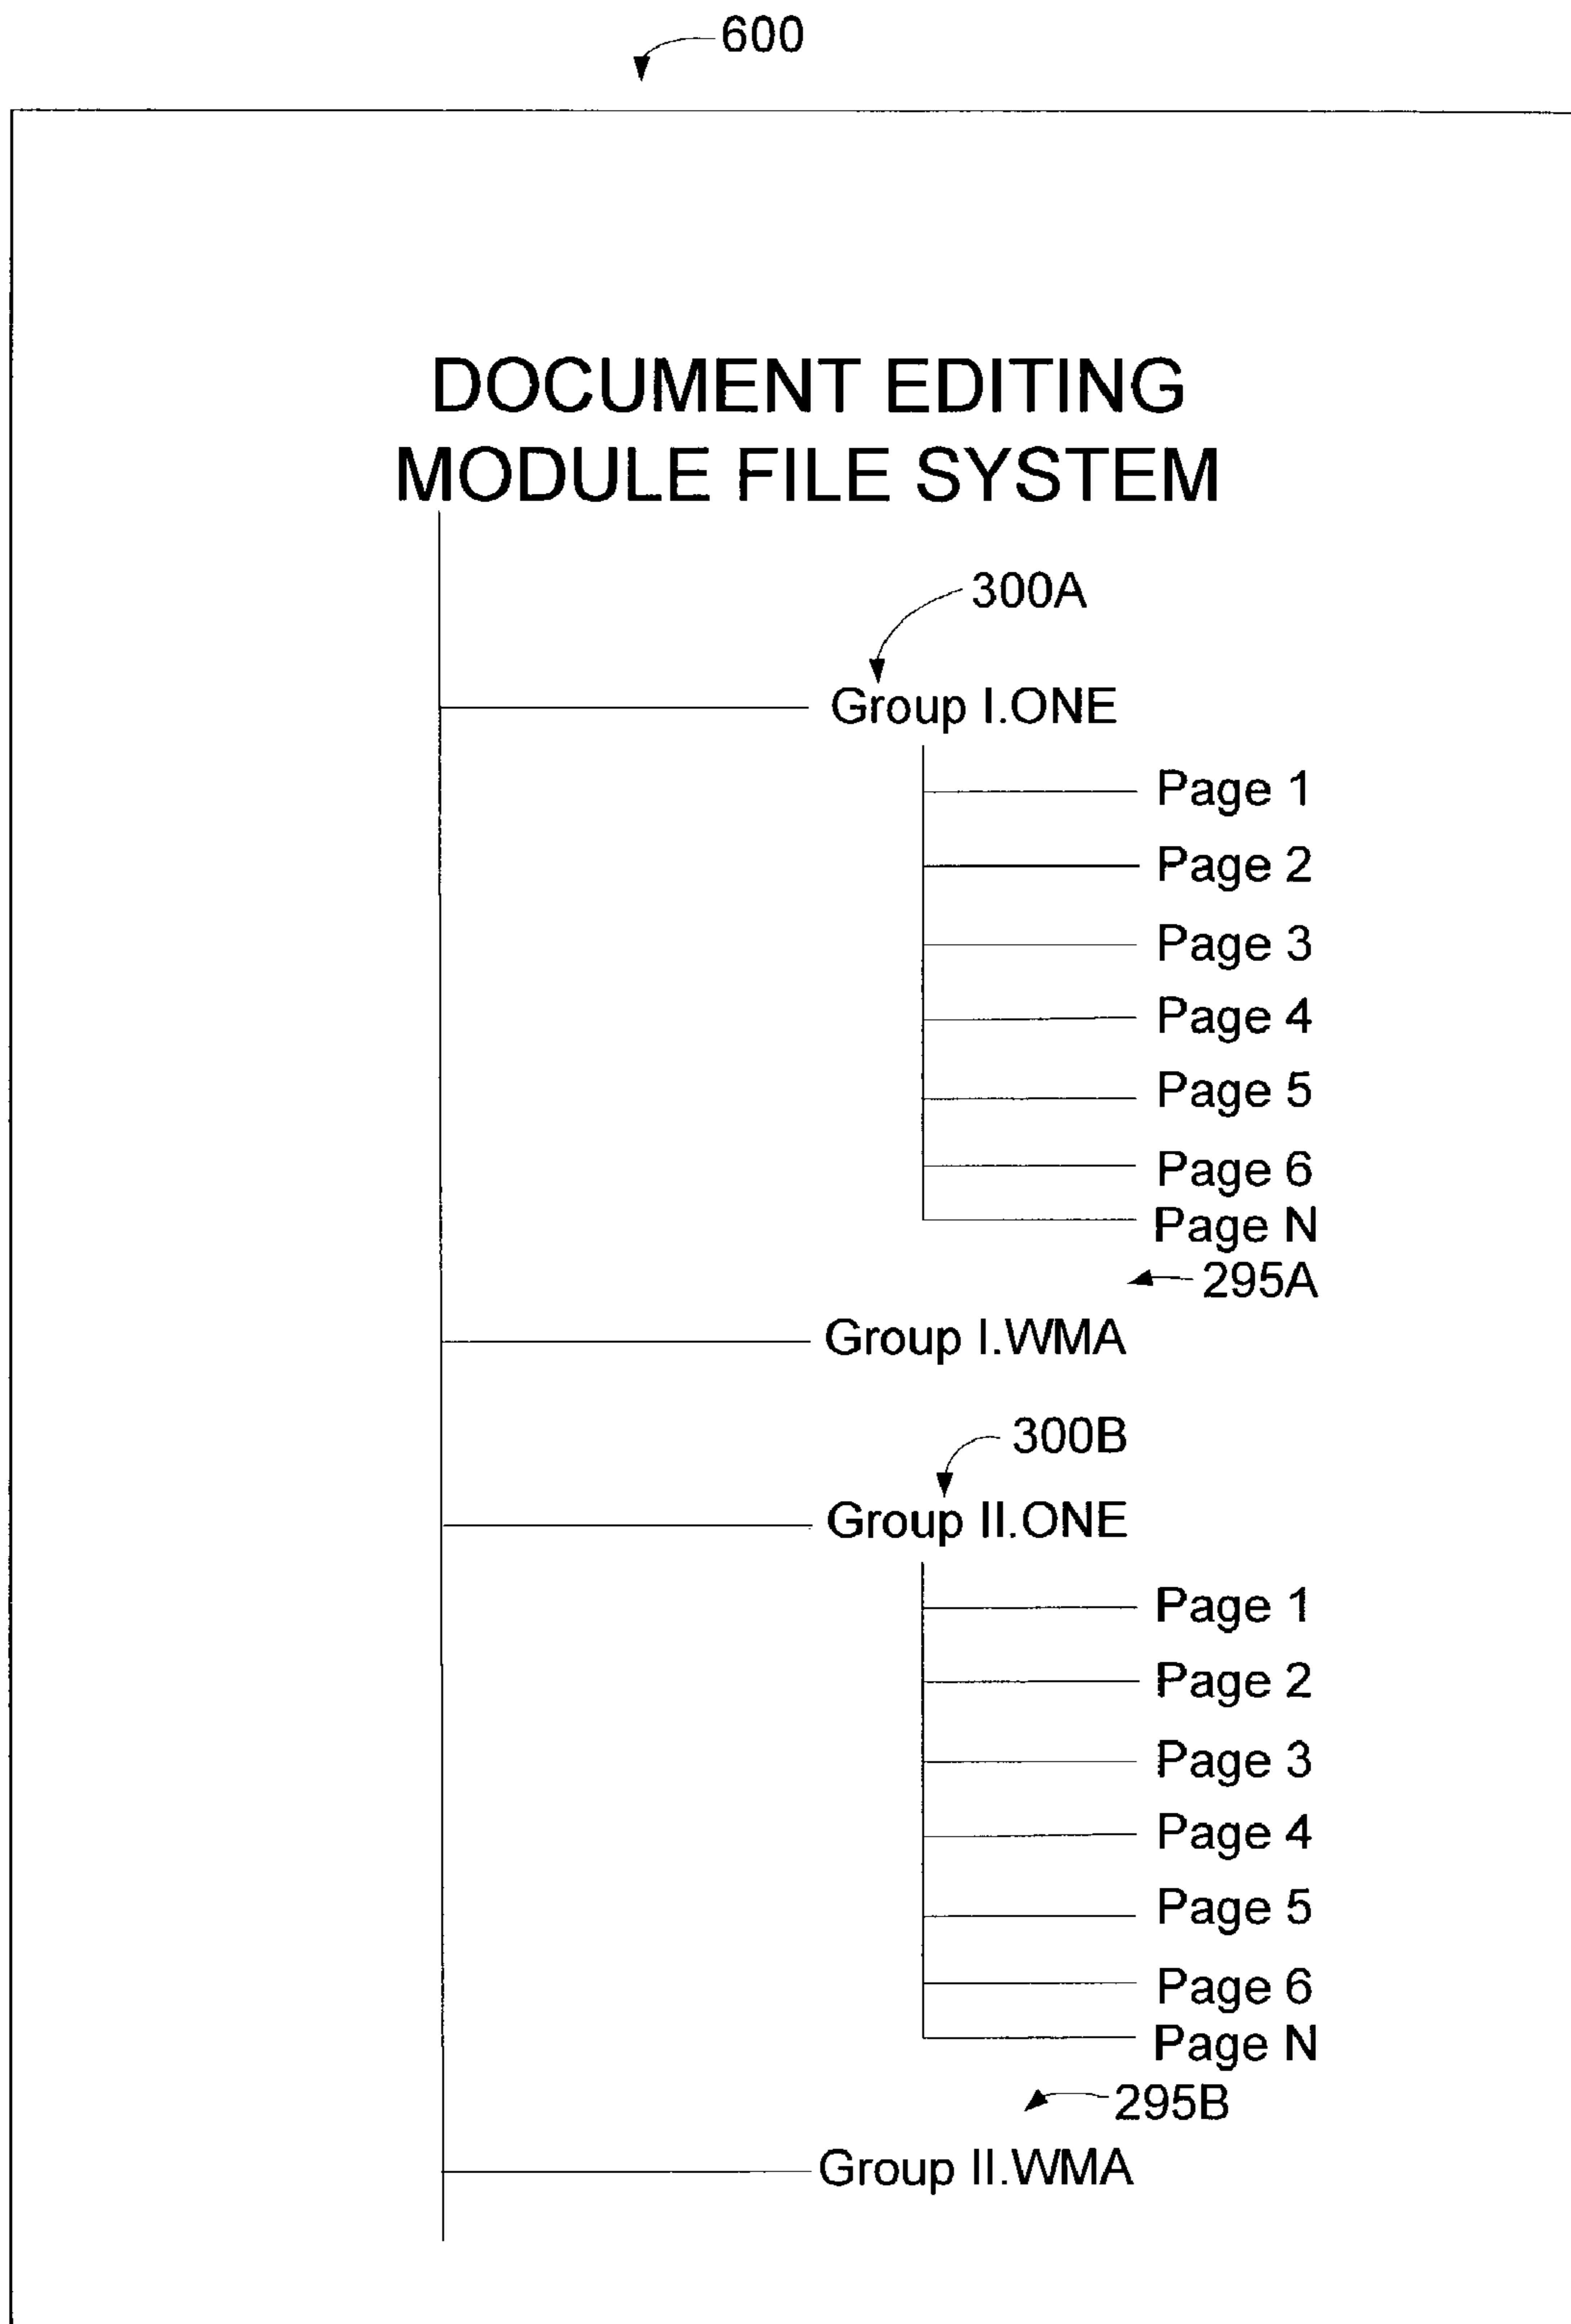 600
DOCUMENT EDITING
MODULE FILE SYSTEM
300A
Group I.ONE
Page 1
Page 2
Page 3
Page 4
Page 5
Page 6
Page N
295A
Group I.WMA
300B
Group II.ONE
Page 1
Page 2
Page 3
Page 4
Page 5
Page 6
Page N
295B
Group II.WMA